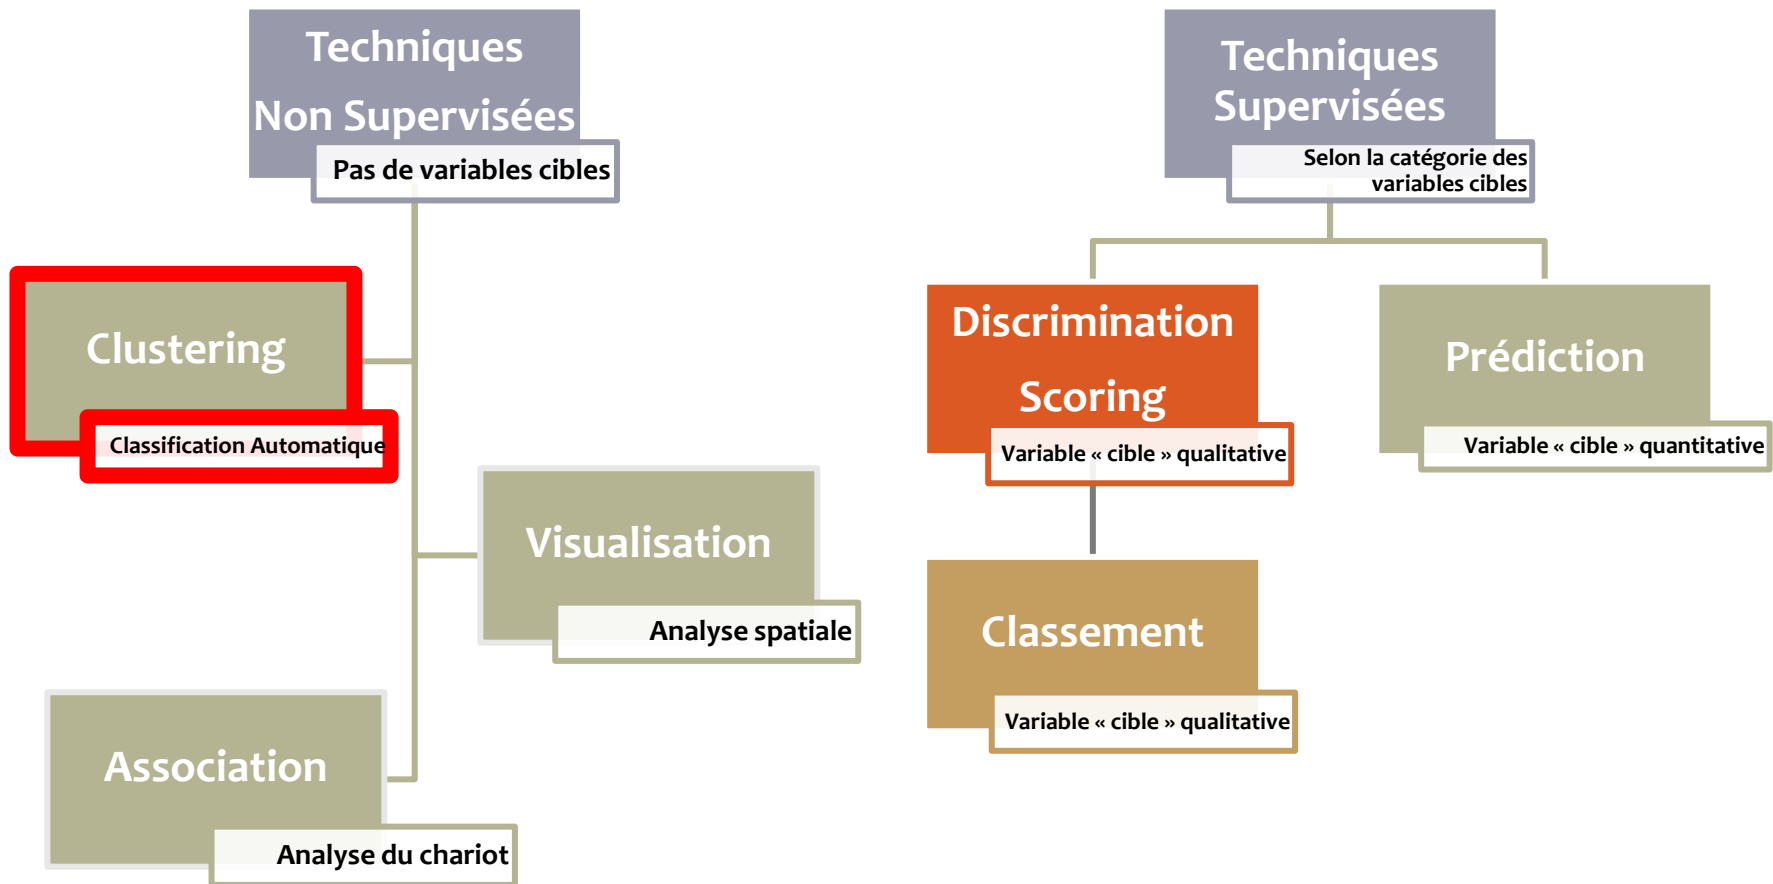 Techniques
Non Supervisées
Pas de variables cibles
Clustering
Classification Automatique
Visualisation
Analyse spatiale
Association
Analyse du chariot
Techniques
Supervisées
Selon la catégorie des
variables cibles
Discrimination
Scoring
Variable « cible » qualitative
Prédiction
Variable « cible » quantitative
Classement
Variable « cible » qualitative